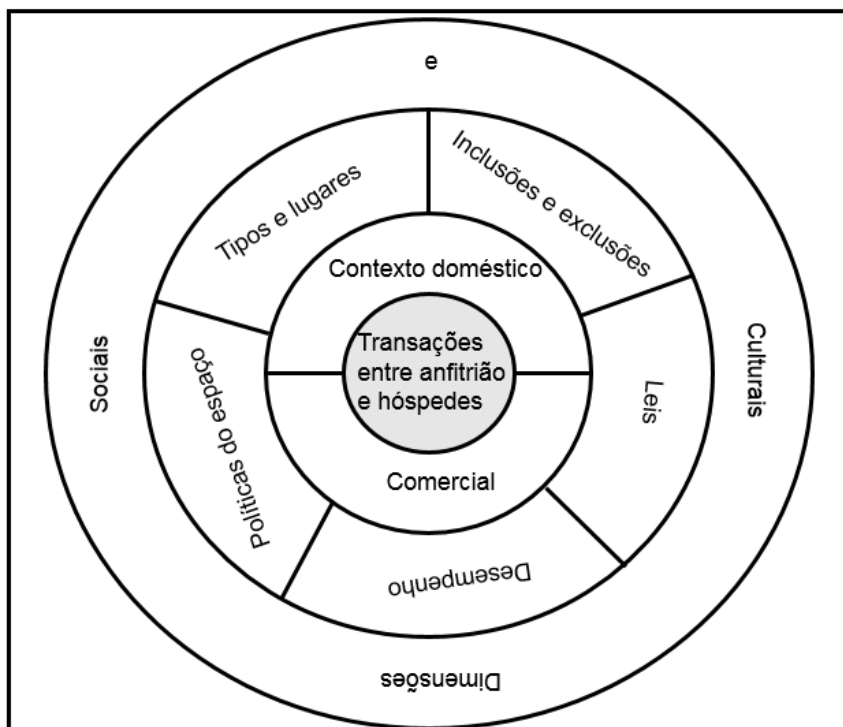 e
Tipos e lugares
Inclusões e exclusões
Contexto doméstico
Transações
entre anfitrião
e hóspedes
Sociais
Culturais
Políticas do espaço
Leis
Comercial
Desempenho
Dimensões